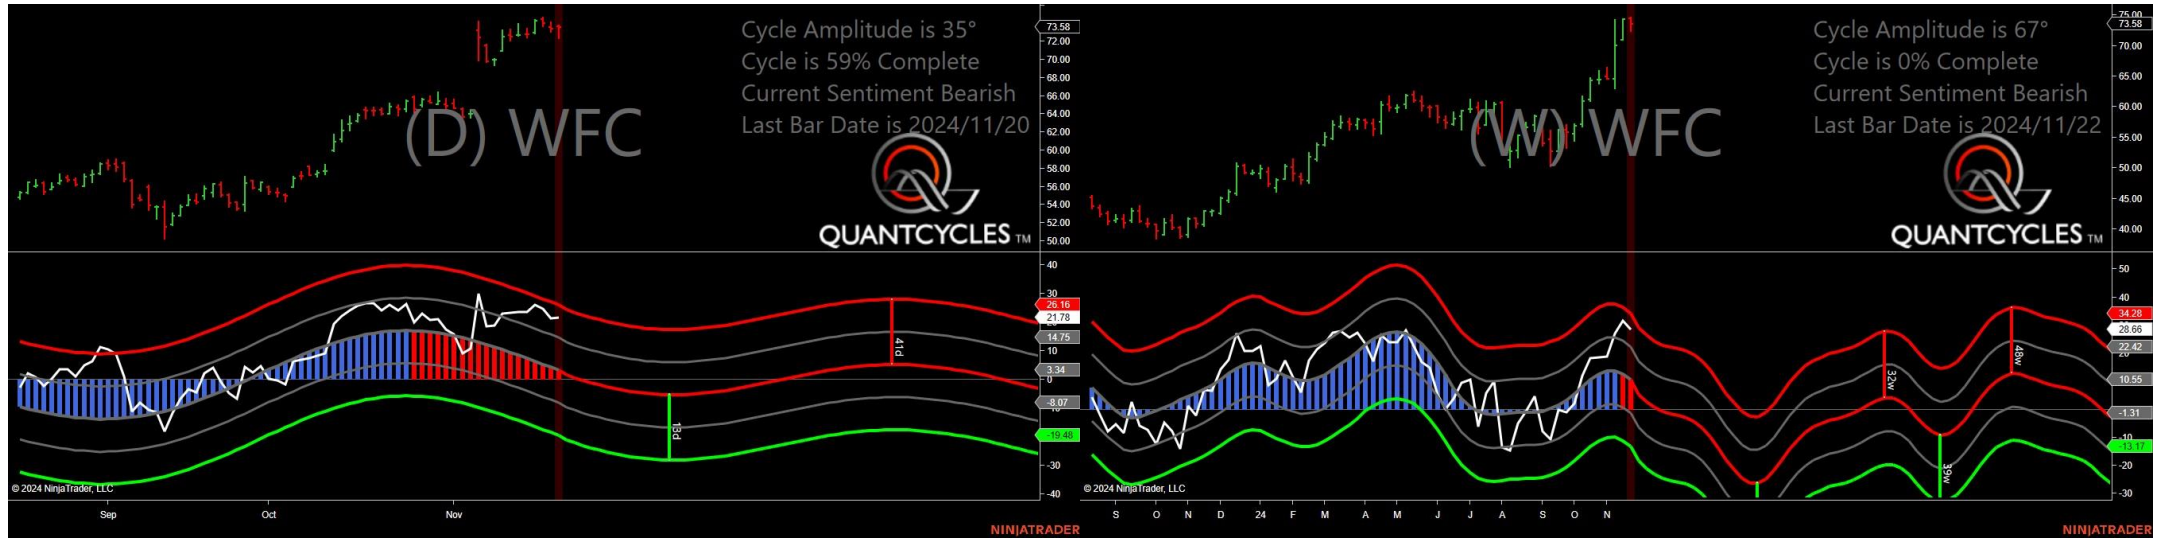 Cycle Amplitude is 35°
Cycle is 59% Complete
Current Sentiment Bearish
Last Bar Date is 2024/11/20
(D) WFC
QUANTCYCLES TM
73.58
72.00
70.00
68.00
66.00
64.00
62.00
60.00
58.00
56.00
54.00
52.00
50.00
40
30
26.16
21.78
14.75
10
3.34
0
-8.07
-19.48
-30
-40
41d
13d
© 2024 NinjaTrader, LLC
Sep
Oct
Nov
NINJATRADER
Cycle Amplitude is 67°
Cycle is 0% Complete
Current Sentiment Bearish
Last Bar Date is 2024/11/22
(W) WFC
QUANTCYCLES TM
75.00
73.58
70.00
65.00
60.00
55.00
50.00
45.00
40.00
50
40
34.28
28.66
22.42
10.55
-1.31
-10
-13.17
-20
-30
32w
48w
39w
© 2024 NinjaTrader, LLC
S O N D 24 F M A M J J A S O N
NINJATRADER